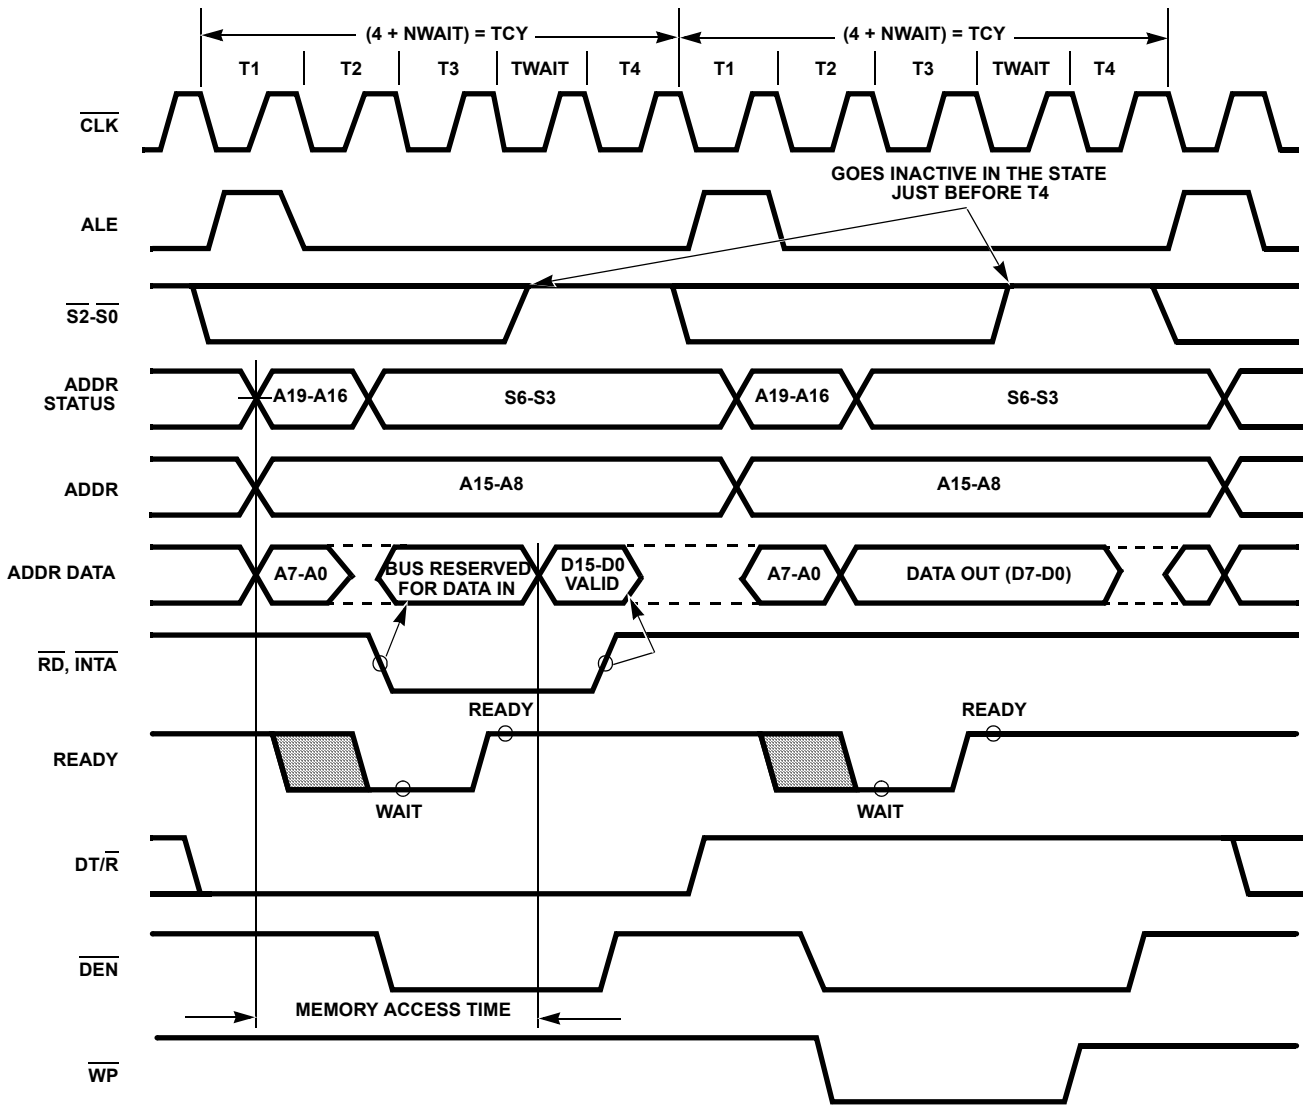 (4 + NWAIT) = TCY
(4 + NWAIT) = TCY
T1 T2 T3 TWAIT T4 T1 T2 T3 TWAIT T4
CLK
GOES INACTIVE IN THE STATE
JUST BEFORE T4
ALE
S2-S0
ADDR
STATUS
A19-A16 S6-S3 A19-A16 S6-S3
ADDR
A15-A8 A15-A8
ADDR DATA
A7-A0
BUS RESERVED
FOR DATA IN
D15-D0
VALID
A7-A0
DATA OUT (D7-D0)
RD, INTA
READY
READY
READY
WAIT
WAIT
DT/R
DEN
MEMORY ACCESS TIME
WP